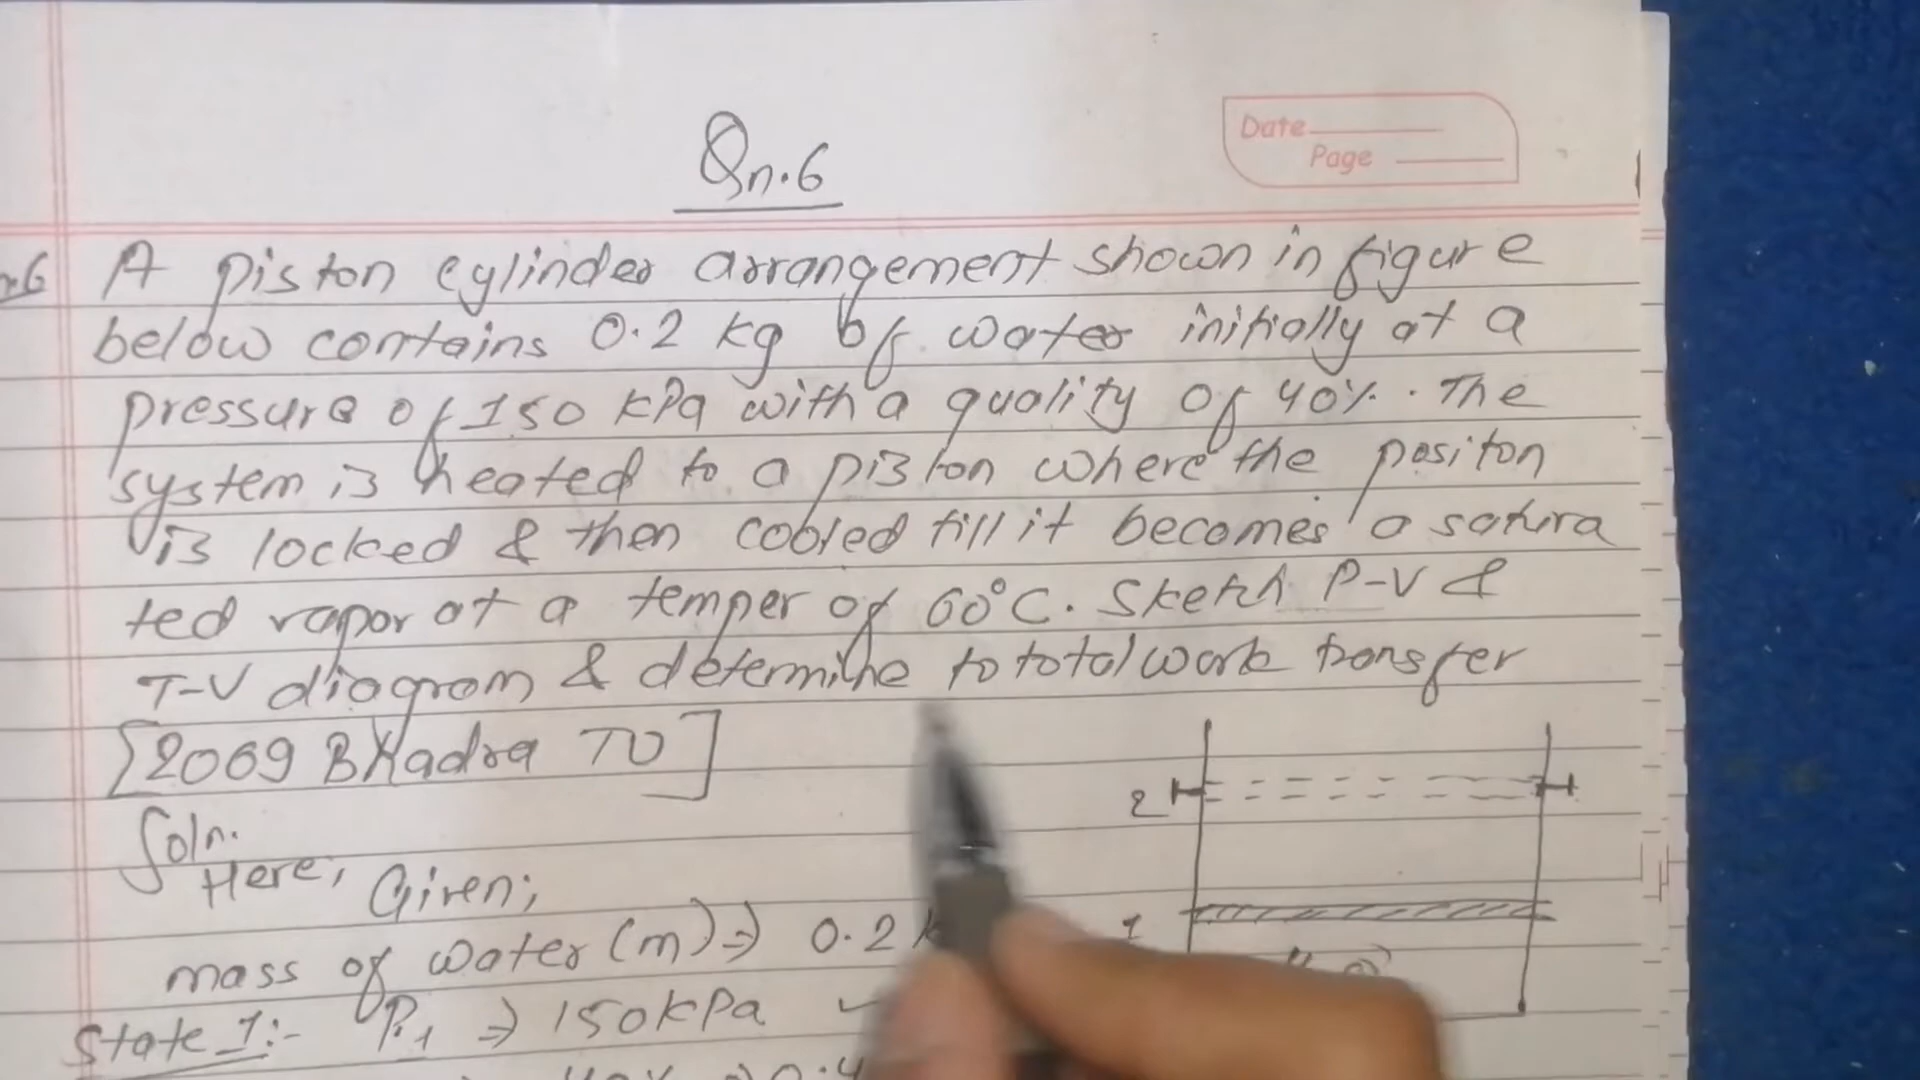 Qn.6
Date
Page
A piston cylinder arrangement shown in figure
below contains 0.2 kg of water initially at a
pressure of 150 kPa with a quality of 40%. The
system is heated to a piston where the positon
is locked & then cooled till it becomes a satura
ted vapor at a temper of 60°C. Sketch P-V &
T-V diagram & determine to total work transfer
[2069 Bhadra TU]
Soln.
Here, Given;
mass of water (m) => 0.2
State 1:- P1 => 150kPa
2
1